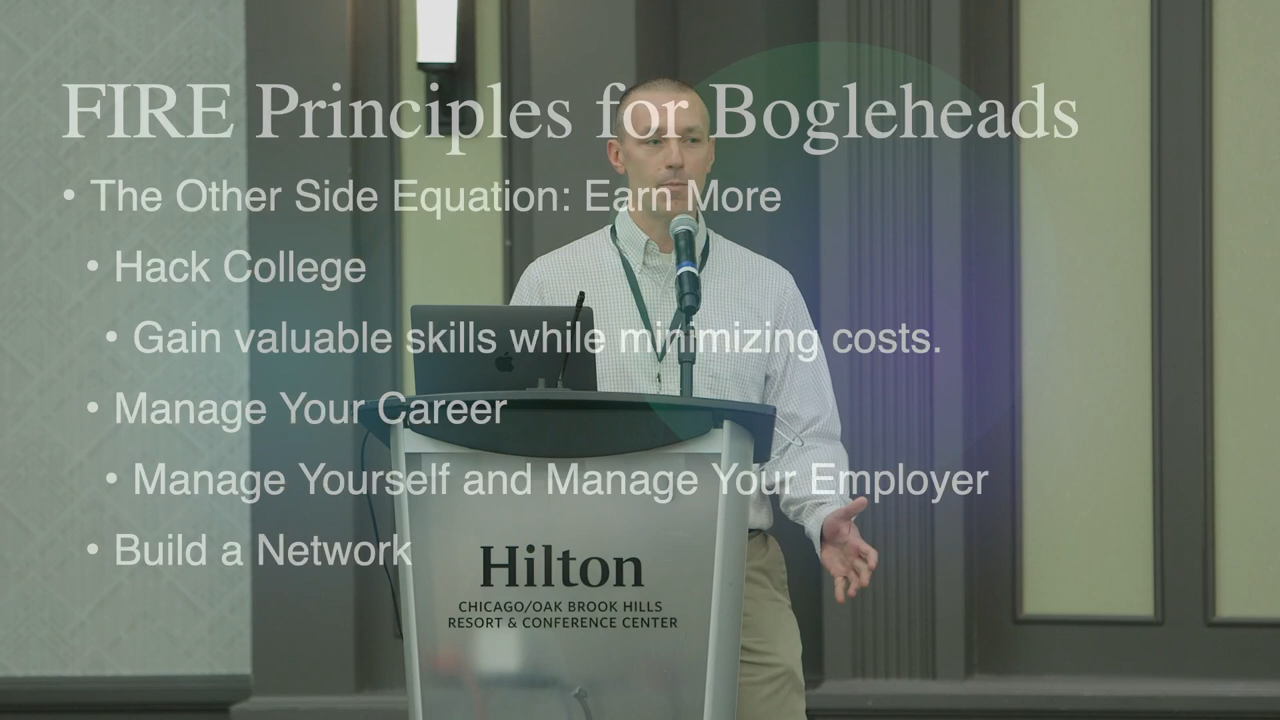 FIRE Principles for Bogleheads
• The Other Side Equation: Earn More
• Hack College
• Gain valuable skills while minimizing costs.
• Manage Your Career
• Manage Yourself and Manage Your Employer
• Build a Network
Hilton
CHICAGO/OAK BROOK HILLS
RESORT & CONFERENCE CENTER